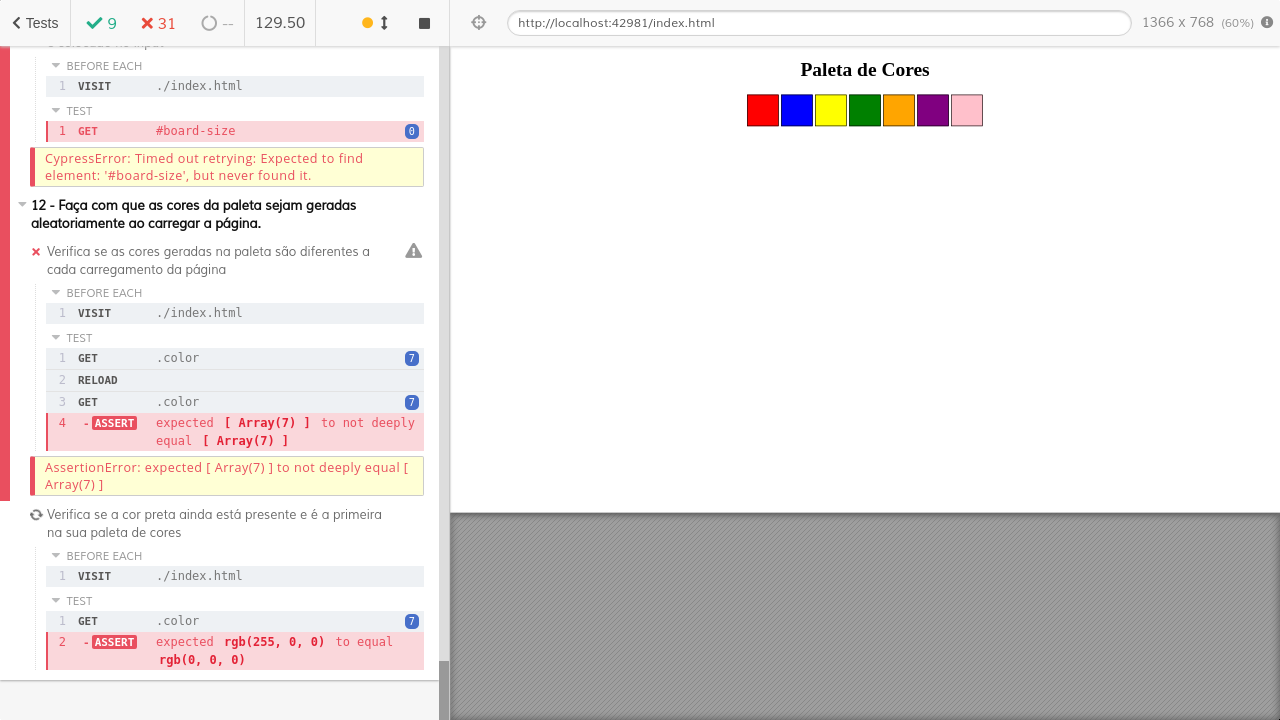 Tests
9
31
--
129.50
http://localhost:42981/index.html
1366 x 768 (60%)
BEFORE EACH
1 VISIT ./index.html
TEST
1 GET #board-size 0
CypressError: Timed out retrying: Expected to find
element: '#board-size', but never found it.
12 - Faça com que as cores da paleta sejam geradas
aleatoriamente ao carregar a página.
Verifica se as cores geradas na paleta são diferentes a
cada carregamento da página
BEFORE EACH
1 VISIT ./index.html
TEST
1 GET .color 7
2 RELOAD
3 GET .color 7
4 - ASSERT expected [ Array(7) ] to not deeply
equal [ Array(7) ]
AssertionError: expected [ Array(7) ] to not deeply equal [
Array(7) ]
Verifica se a cor preta ainda está presente e é a primeira
na sua paleta de cores
BEFORE EACH
1 VISIT ./index.html
TEST
1 GET .color 7
2 - ASSERT expected rgb(255, 0, 0) to equal
rgb(0, 0, 0)
Paleta de Cores